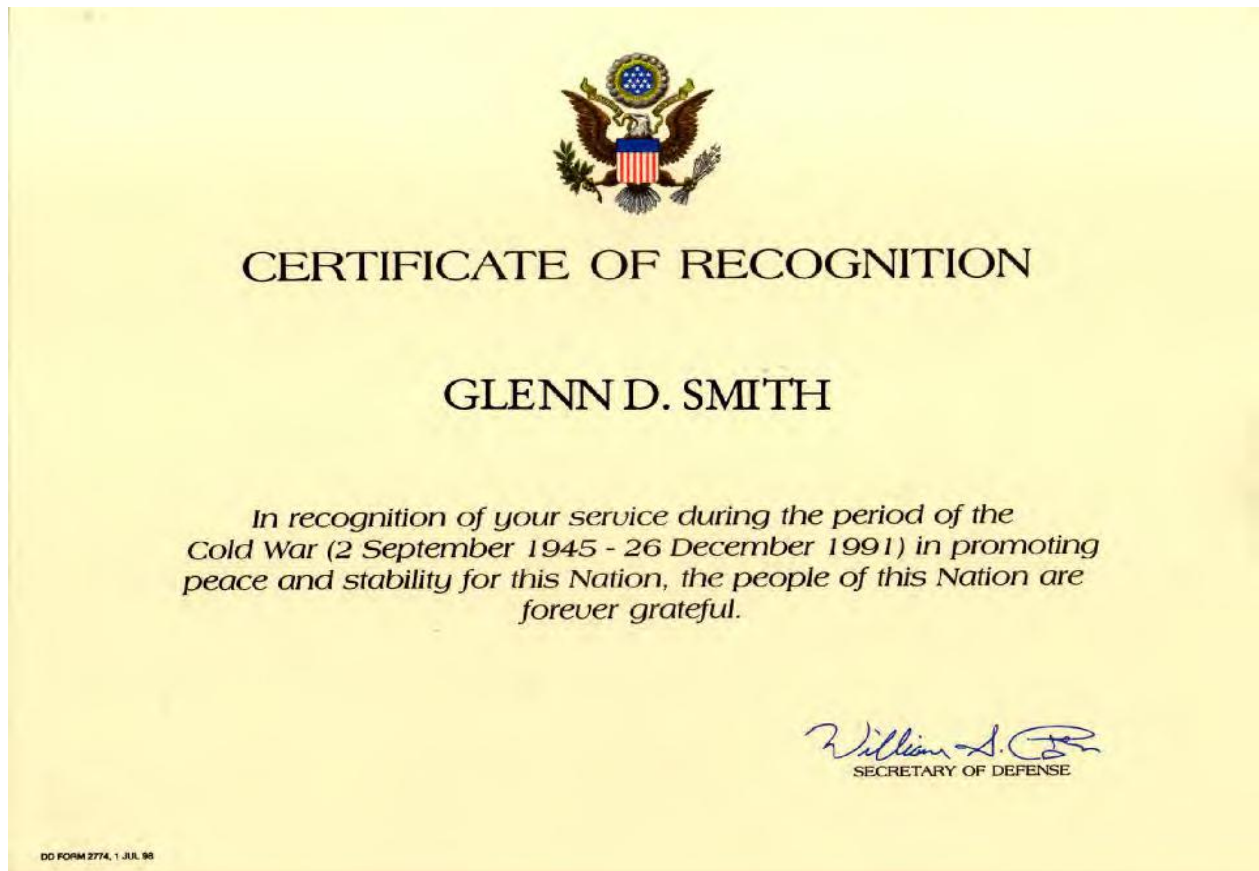 CERTIFICATE OF RECOGNITION
GLENN D. SMITH
In recognition of your service during the period of the
Cold War (2 September 1945 - 26 December 1991) in promoting
peace and stability for this Nation, the people of this Nation are
forever grateful.
William S.
SECRETARY OF DEFENSE
DD FORM 2774, 1 JUL 98